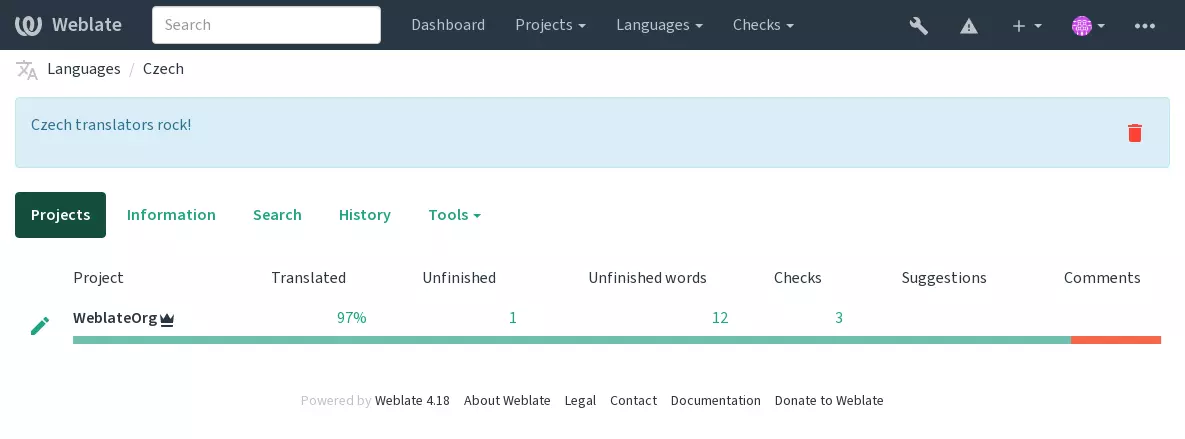 Weblate Search Dashboard Projects Languages Checks
Languages / Czech
Czech translators rock!
Projects Information Search History Tools
Project Translated Unfinished Unfinished words Checks Suggestions Comments
WeblateOrg 97% 1 12 3
Powered by Weblate 4.18 About Weblate Legal Contact Documentation Donate to Weblate